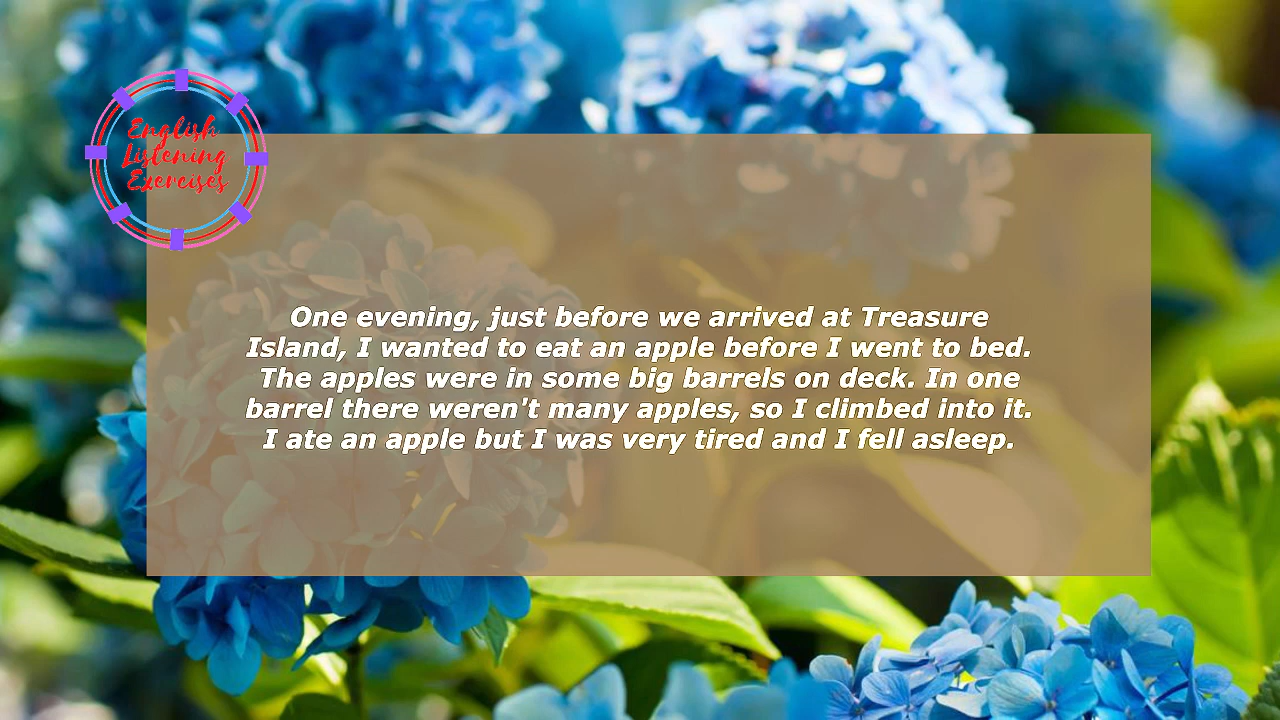 English
Listening
Exercises
One evening, just before we arrived at Treasure
Island, I wanted to eat an apple before I went to bed.
The apples were in some big barrels on deck. In one
barrel there weren't many apples, so I climbed into it.
I ate an apple but I was very tired and I fell asleep.